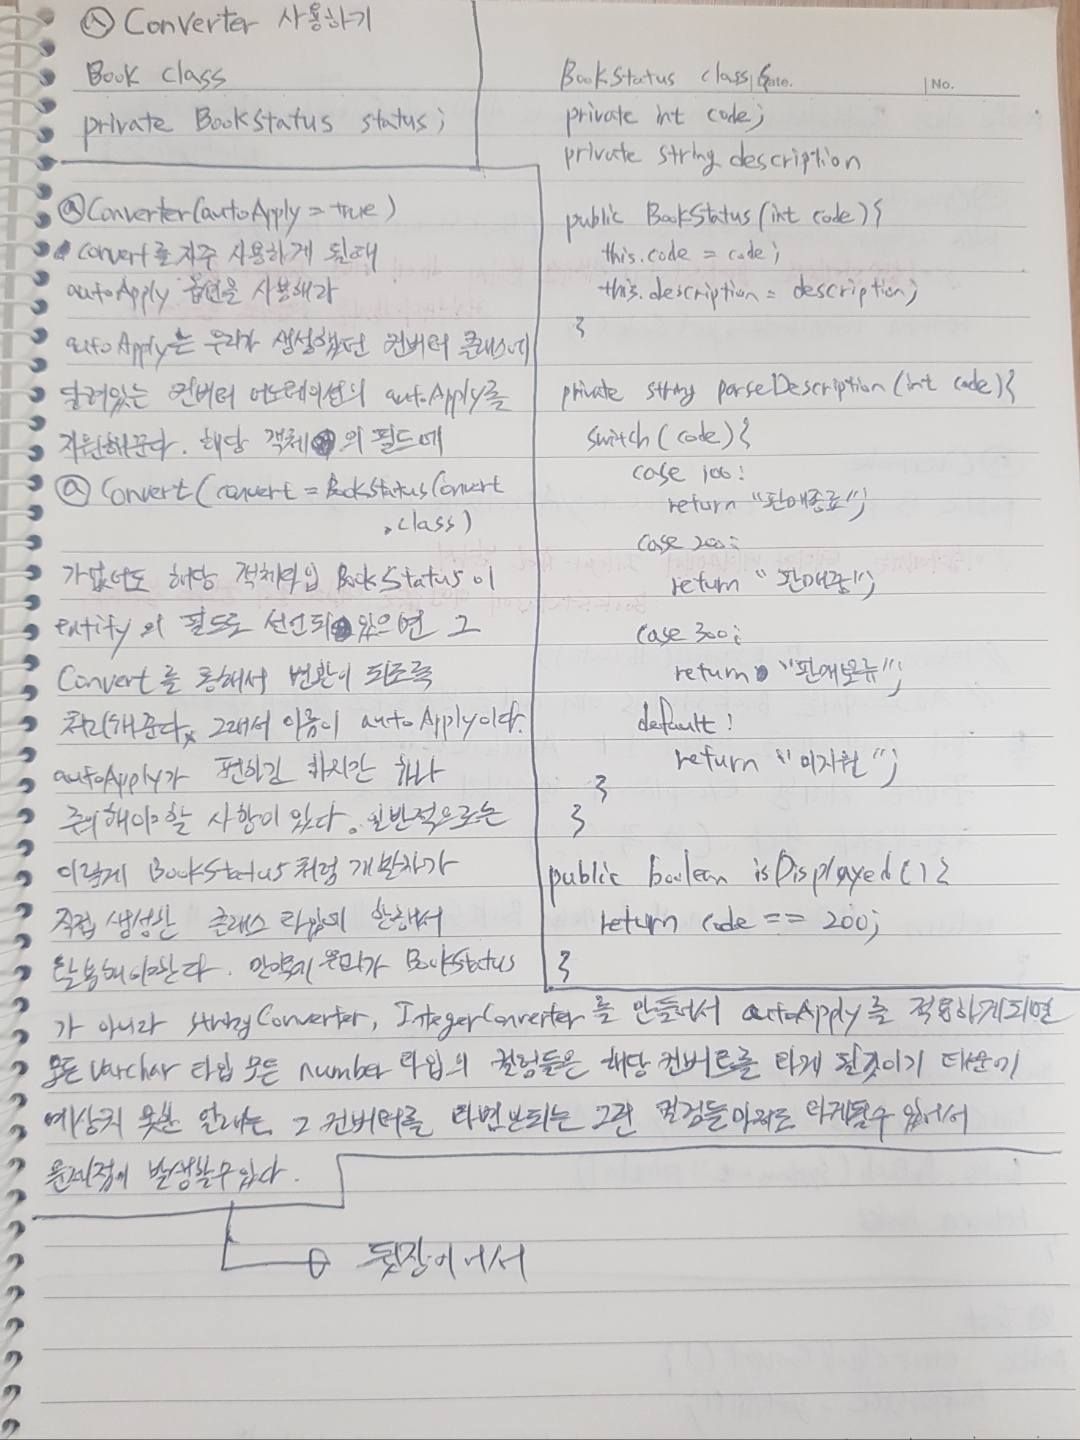 @ Converter 사용하기
Book class
private BookStatus status;
@Converter(autoApply = true)
convert를 자주 사용하게 될때
autoApply 옵션을 사용해라
autoApply는 우리가 생성했던 컨버터 클래스에
달려있는 컨버터 어노테이션의 autoApply를
지원해준다. 해당 객체의 필드에
@ Convert(convert = BookStatusConvert
.class)
가 없더도 해당 객체타입 BookStatus 이
entity의 필드로 선언되 있으면 그
Convert를 통해서 변환이 되도록
처리해준다, 그래서 이름이 autoApply이다.
autoApply가 편하긴 하지만 하나
주의해야할 사항이 있다. 일반적으로는
이렇게 BookStatus처럼 개발자가
직접 생성한 클래스 타입에 한해서
활용해야한다. 만약에 우리가 BookStatus
가 아니라 stringConverter, IntegerConverter를 만들어서 autoApply를 적용하게되면
모든 varchar 타입 모든 number 타입의 컬럼들은 해당 컨버트를 타게 될것이기 때문에
예상치 못한 그 컨버터를 타면 안되는 그런 컬럼들 마저도 타게될수 있어서
문제점이 발생할수있다.
뒷장에서
BookStatus class
Date.
No.
private int code;
private string description
public BookStatus(int code){
this.code = code;
this.description = description;
}
private string parseDescription(int code){
switch(code){
case 100:
return "판매종료";
case 200:
return "판매중";
case 300:
return "판매보류";
default:
return "미지원";
}
}
public boolean isDisplayed(){
return code == 200;
}